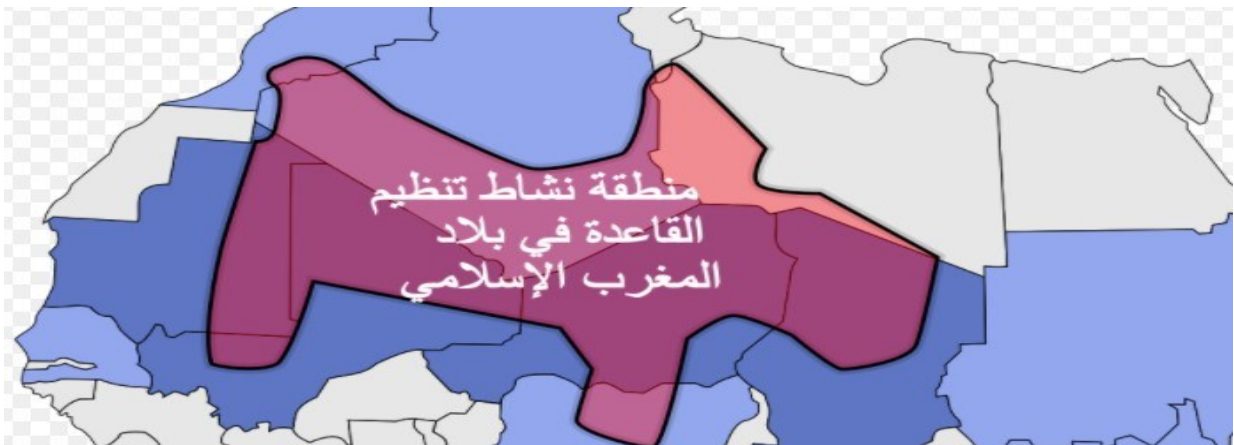 منطقة نشاط تنظيم
القاعدة في بلاد
المغرب الإسلامي